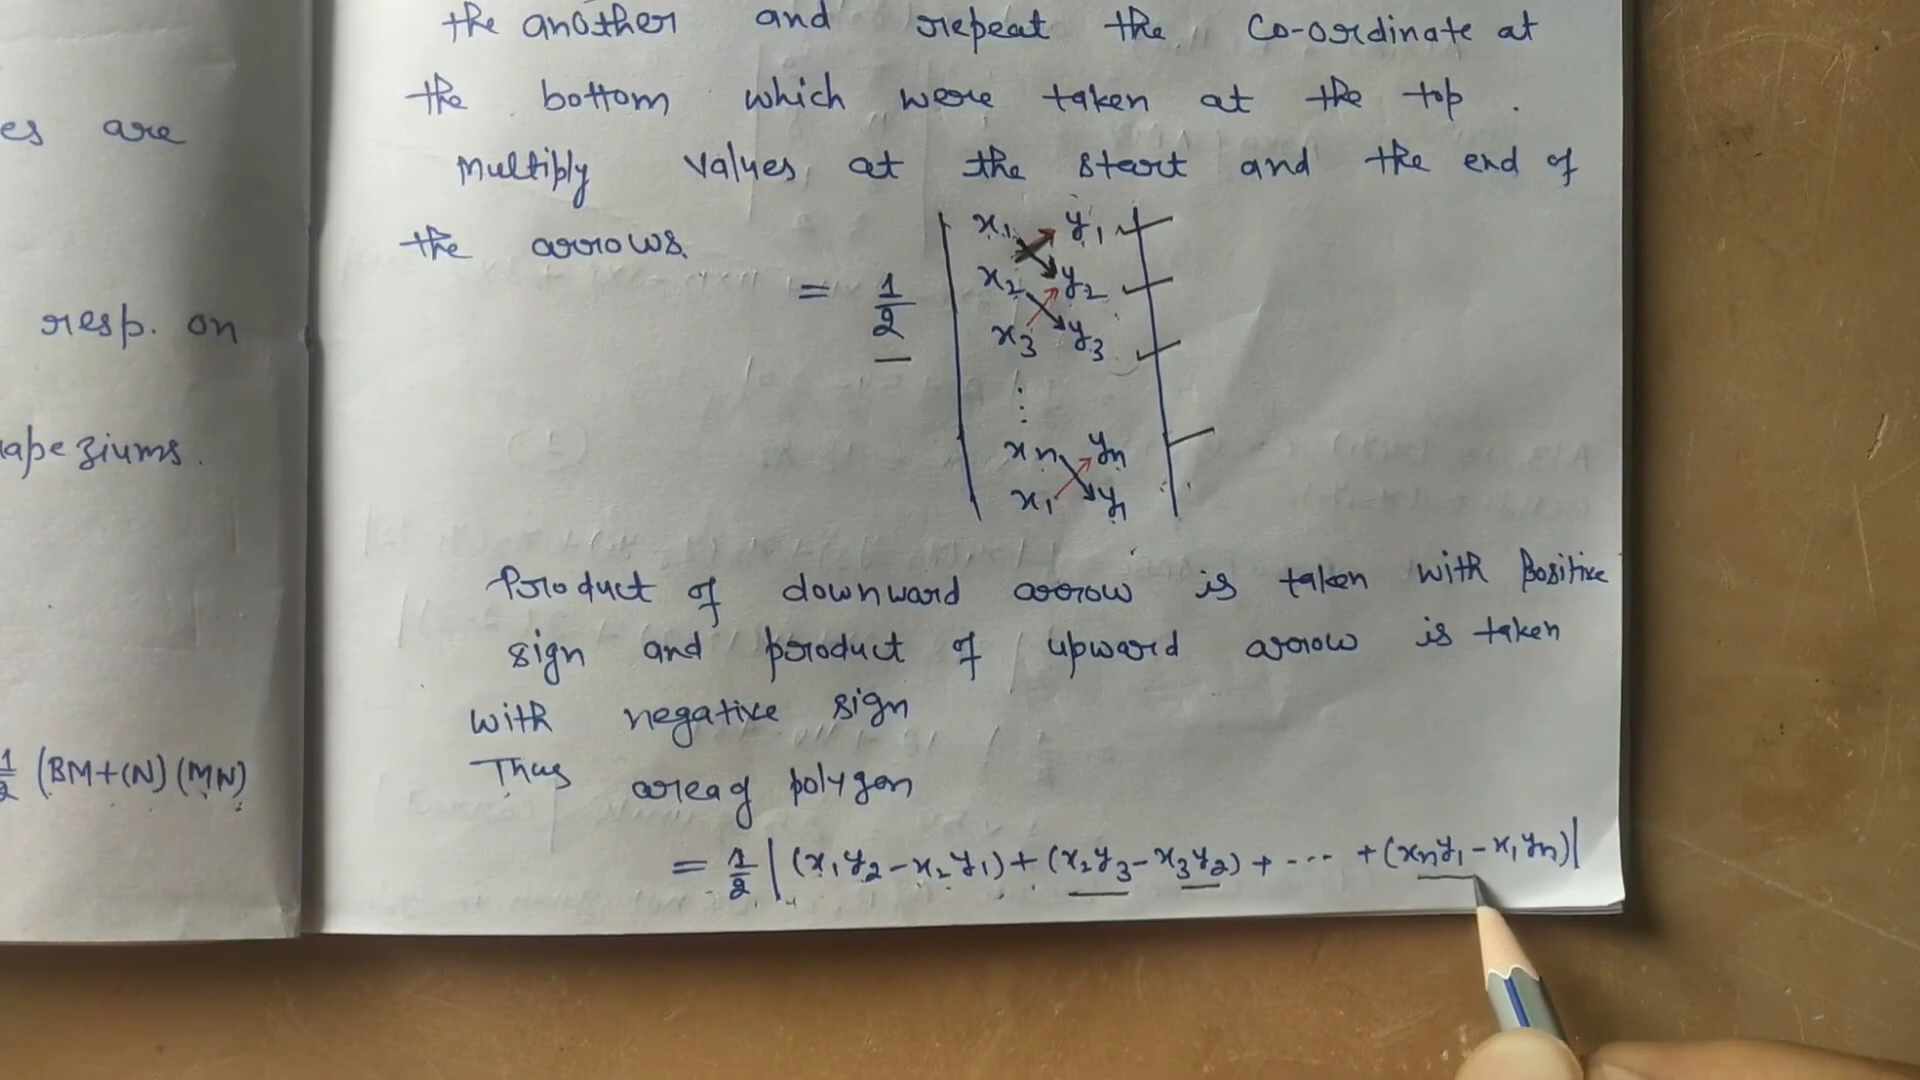 es are
resp. on
apeziums.
1/2 (BM+CN)(MN)
the another and repeat the co-ordinate at
the bottom which were taken at the top .
Multiply values at the start and the end of
the arrows.
= 1/2 | x₁ y₁ |
x₂ y₂
x₃ y₃
⋮
xn yn
x₁ y₁
Product of downward arrow is taken with positive
sign and product of upward arrow is taken
with negative sign
Thus area of polygon
= 1/2 |(x₁y₂-x₂y₁)+(x₂y₃-x₃y₂)+---- +(xny₁-x₁yn)|